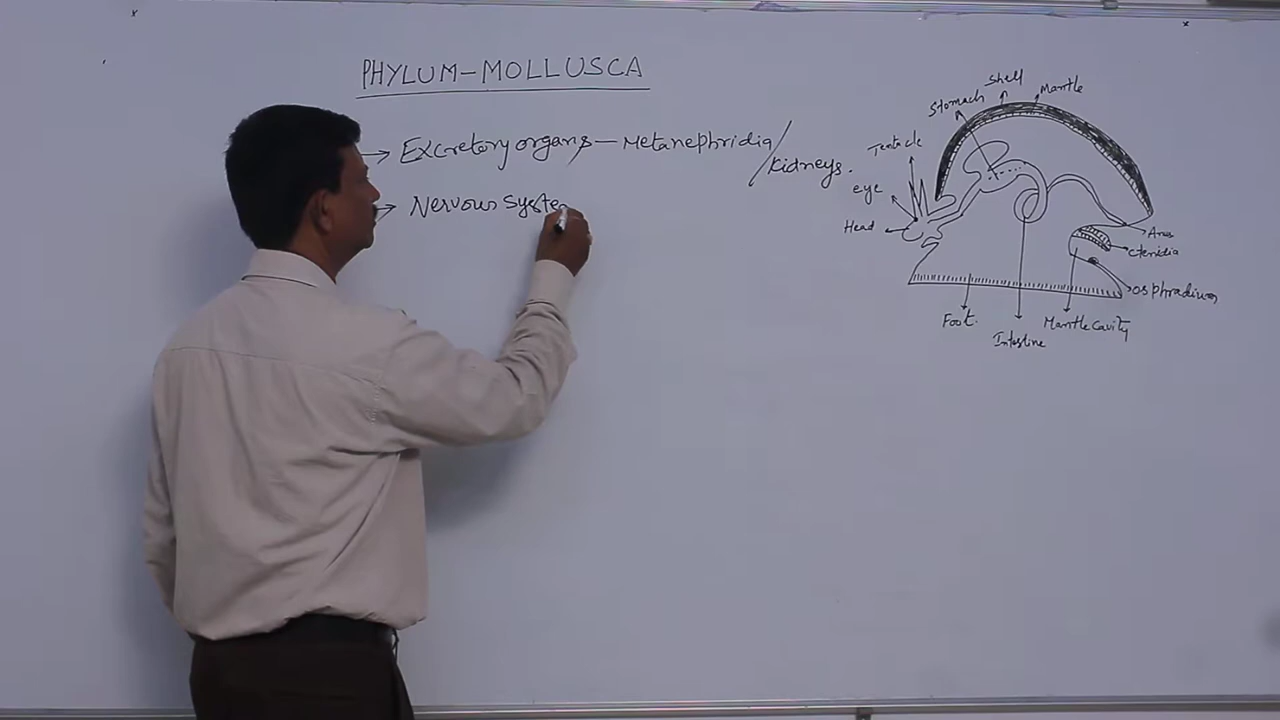 PHYLUM-MOLLUSCA
→ Excretory organs - Metanephridia/Kidneys.
→ Nervous Syste
Shell
Mantle
Stomach
Tentacle
eye
Head
Anus
Ctenidia
Osphradium
Foot.
Mantle Cavity
Intestine